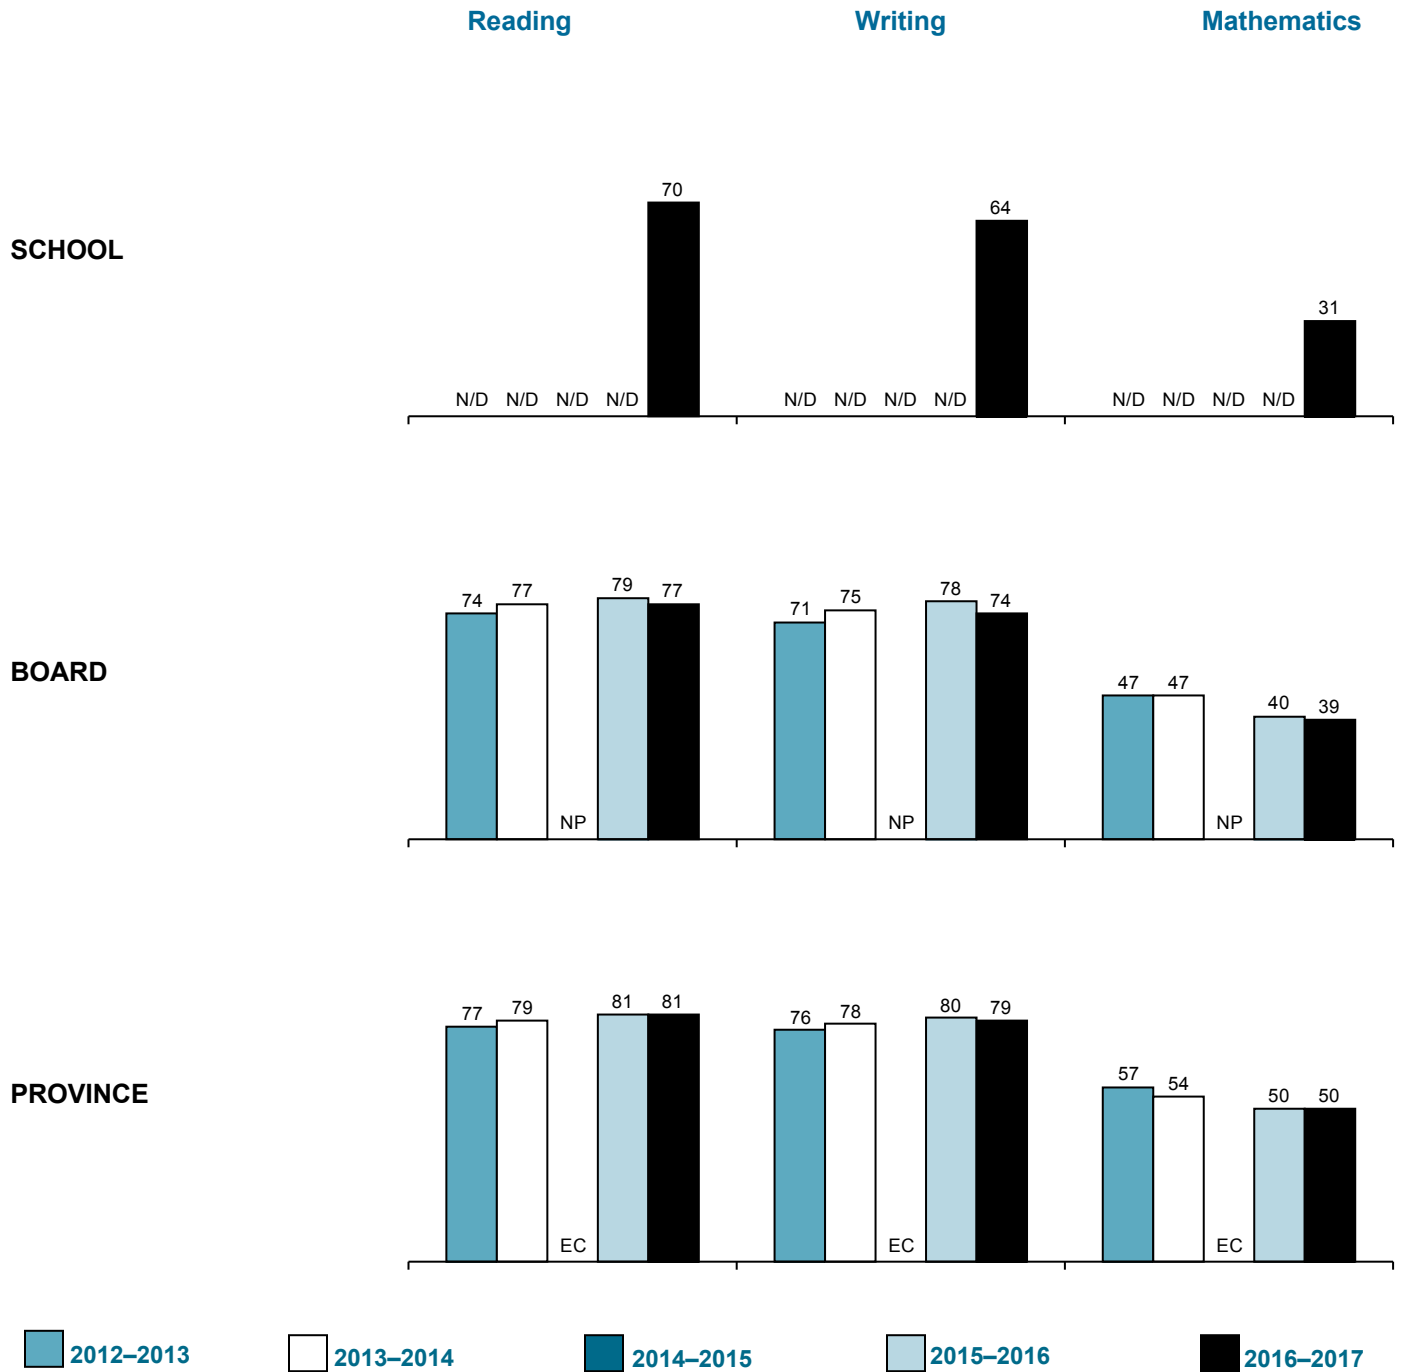 Reading Writing Mathematics
SCHOOL
70
64
31
N/D N/D N/D N/D N/D N/D N/D N/D N/D N/D N/D N/D
BOARD
74 77 79 77 71 75 78 74 47 47 40 39
NP NP NP
PROVINCE
77 79 81 81 76 78 80 79 57 54 50 50
EC EC EC
2012–2013 2013–2014 2014–2015 2015–2016 2016–2017